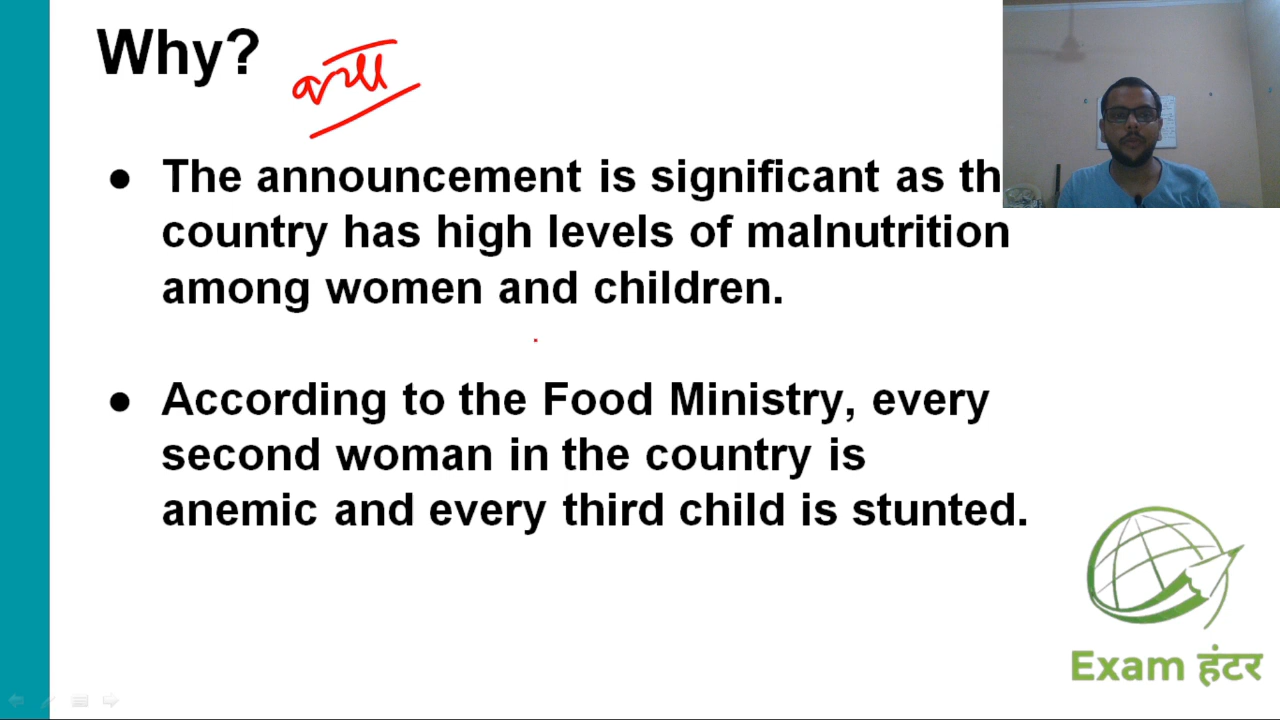 Why?
● The announcement is significant as th
country has high levels of malnutrition
among women and children.
● According to the Food Ministry, every
second woman in the country is
anemic and every third child is stunted.
Exam हंटर